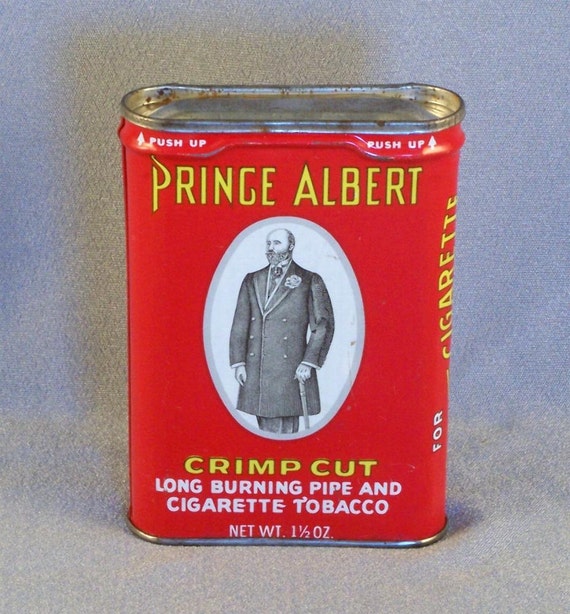 PUSH UP
PUSH UP
PRINCE ALBERT
CRIMP CUT
LONG BURNING PIPE AND
CIGARETTE TOBACCO
NET WT. 1½ OZ.
FOR CIGARETTE